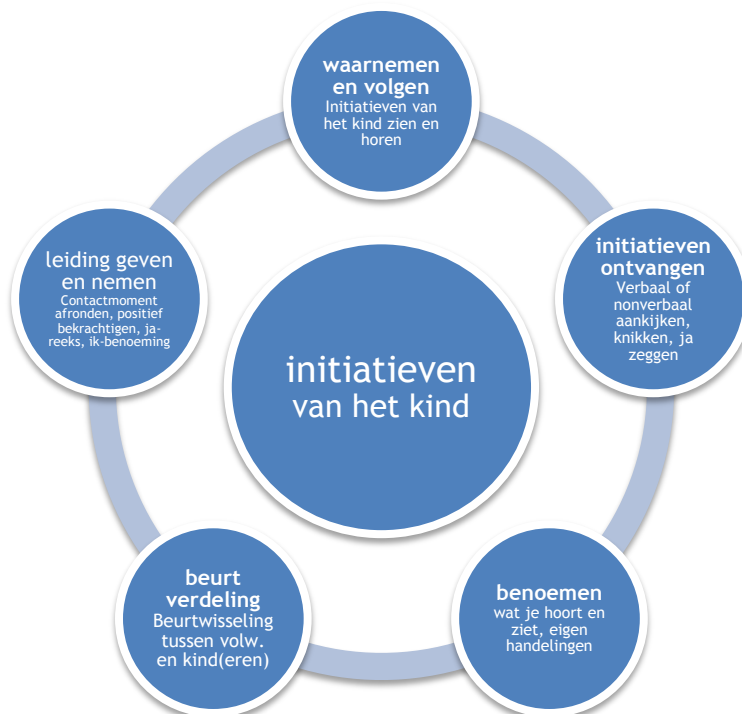 waarnemen
en volgen
Initiatieven van
het kind zien en
horen
initiatieven
ontvangen
Verbaal of
nonverbaal
aankijken,
knikken, ja
zeggen
benoemen
wat je hoort en
ziet, eigen
handelingen
beurt
verdeling
Beurtwisseling
tussen volw.
en kind(eren)
leiding geven
en nemen
Contactmoment
afronden, positief
bekrachtigen, ja-
reeks, ik-benoeming
initiatieven
van het kind